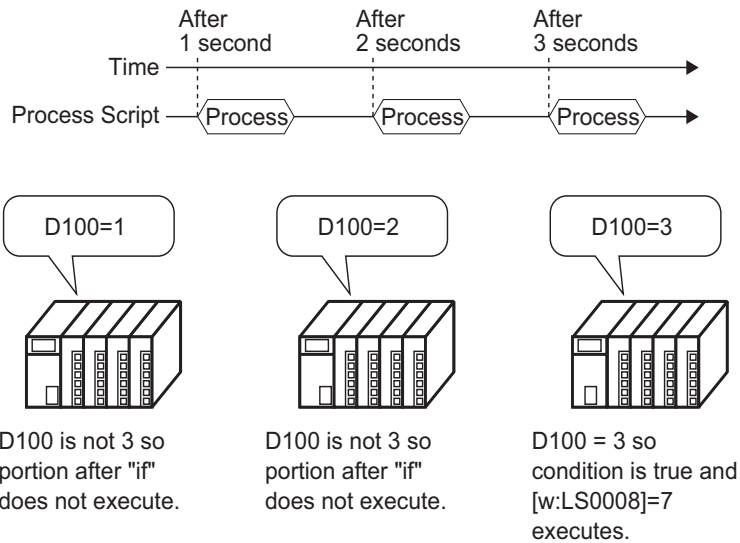 After
1 second
After
2 seconds
After
3 seconds
Time
Process Script
Process
Process
Process
D100=1
D100=2
D100=3
D100 is not 3 so
portion after "if"
does not execute.
D100 is not 3 so
portion after "if"
does not execute.
D100 = 3 so
condition is true and
[w:LS0008]=7
executes.